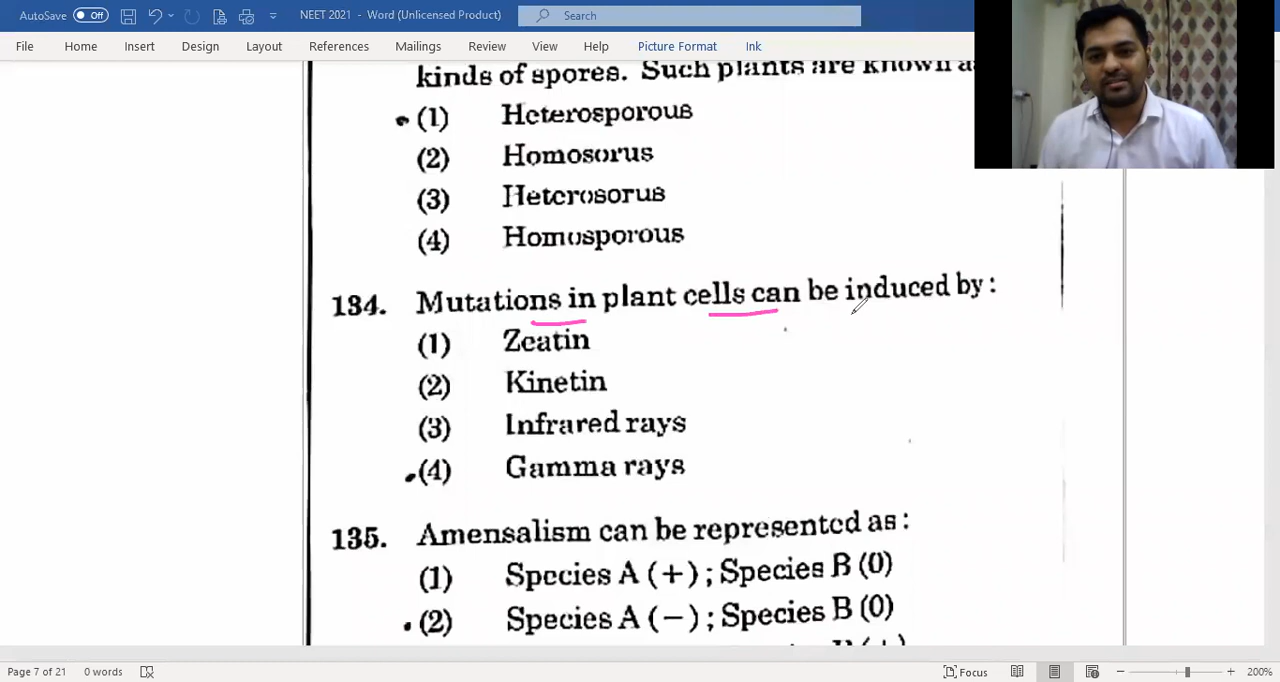 AutoSave Off NEET 2021 - Word (Unlicensed Product) Search
File Home Insert Design Layout References Mailings Review View Help Picture Format Ink
kinds of spores. Such plants are known
(1) Heterosporous
(2) Homosorus
(3) Heterosorus
(4) Homosporous
134. Mutations in plant cells can be induced by :
(1) Zeatin
(2) Kinetin
(3) Infrared rays
(4) Gamma rays
135. Amensalism can be represented as :
(1) Species A (+) ; Species B (0)
(2) Species A (−) ; Species B (0)
Page 7 of 21 0 words Focus 200%